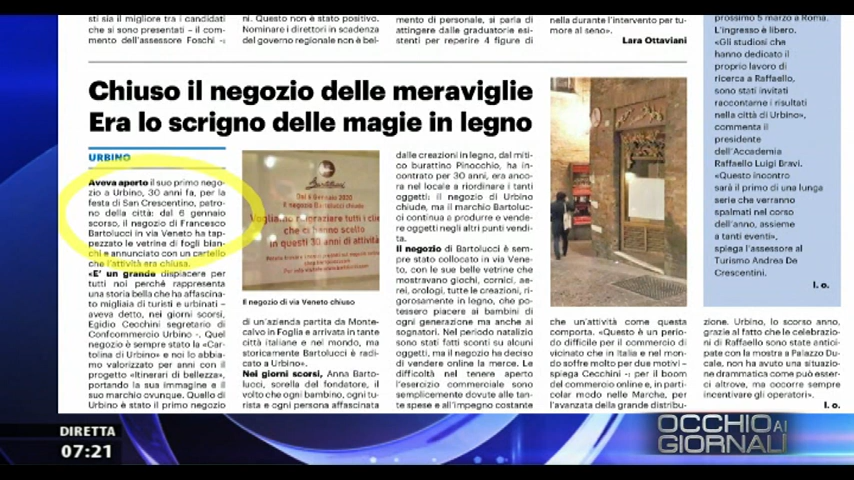 sti sia il migliore tra i candidati
che si sono presentati – il com-
mento dell'assessore Foschi -:
ni. Questo non è stato positivo.
Nominare i direttori in scadenza
del governo regionale non è bel-
mento di personale, si parla di
attingere dalle graduatorie esi-
stenti per reperire 4 figure di
nella durante l'intervento per tu-
more al seno».
Lara Ottaviani
Chiuso il negozio delle meraviglie
Era lo scrigno delle magie in legno
URBINO
Aveva aperto il suo primo nego-
zio a Urbino, 30 anni fa, per la
festa di San Crescentino, patro-
no della città: dal 6 gennaio
scorso, il negozio di Francesco
Bartolucci in via Veneto ha tap-
pezzato le vetrine di fogli bian-
chi e annunciato con un cartello
che l'attività era chiusa.
«E' un grande dispiacere per
tutti noi perché rappresenta
una storia bella che ha affascina-
to migliaia di turisti e urbinati –
aveva detto, nei giorni scorsi,
Egidio Cecchini segretario di
Confcommercio Urbino -. Quel
negozio è sempre stato la «Car-
tolina di Urbino» e noi lo abbia-
mo valorizzato per anni con il
progetto «Itinerari di bellezza»,
portando la sua immagine e il
suo marchio ovunque. Quello di
Urbino è stato il primo negozio
Bartolucci
Dal 6 Gennaio 2020
il negozio Bartolucci chiude
Vogliamo ringraziare tutti i clie
che ci hanno scelto
in questi 30 anni di attività
Il negozio di via Veneto chiuso
di un'azienda partita da Monte-
calvo in Foglia e arrivata in tante
città italiane e nel mondo, ma
storicamente Bartolucci è radi-
cato a Urbino».
Nei giorni scorsi, Anna Barto-
lucci, sorella del fondatore, il
volto che ogni bambino, ogni tu-
rista e ogni persona affascinata
dalle creazioni in legno, dal miti-
co burattino Pinocchio, ha in-
contrato per 30 anni, era anco-
ra nel locale a riordinare i tanti
oggetti: il negozio di Urbino
chiude, ma il marchio Bartoluc-
ci continua a produrre e vende-
re oggetti negli altri punti vendi-
ta.
Il negozio di Bartolucci è sem-
pre stato collocato in via Vene-
to, con le sue belle vetrine che
mostravano giochi, cornici, ae-
rei, orologi, tutte le creazioni, ri-
gorosamente in legno, che po-
tessero piacere ai bambini di
ogni generazione ma anche ai
sognatori. Nel periodo natalizio
sono stati fatti sconti su alcuni
oggetti, ma il negozio ha deciso
di vendere online la merce. Le
difficoltà nel tenere aperto
l'esercizio commerciale sono
semplicemente dovute alle tan-
te spese e all'impegno costante
che un'attività come questa
comporta. «Questo è un perio-
do difficile per il commercio di
vicinato che in Italia e nel mon-
do soffre molto per due motivi –
spiega Cecchini -: per il boom
del commercio online e, in parti-
colar modo nelle Marche, per
l'avanzata della grande distribu-
zione. Urbino, lo scorso anno,
grazie al fatto che le celebrazio-
ni di Raffaello sono state antici-
pate con la mostra a Palazzo Du-
cale, non ha avuto una situazio-
ne drammatica come può esser-
ci altrove, ma occorre sempre
incentivare gli operatori».
l. o.
prossimo 5 marzo a Roma.
L'ingresso è libero.
«Gli studiosi che
hanno dedicato il
proprio lavoro di
ricerca a Raffaello,
sono stati invitati
raccontarne i risultati
nella città di Urbino»,
commenta il
presidente
dell'Accademia
Raffaello Luigi Bravi.
«Questo incontro
sarà il primo di una lunga
serie che verranno
spalmati nel corso
dell'anno, assieme
a tanti eventi»,
spiega l'assessore al
Turismo Andrea De
Crescentini.
l. o.
DIRETTA
07:21
OCCHIO AI
GIORNALI